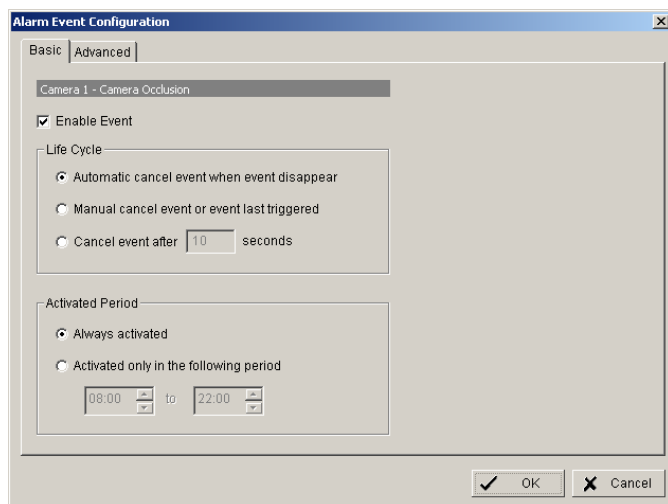 Alarm Event Configuration
Basic Advanced
Camera 1 - Camera Occlusion
Enable Event
Life Cycle
Automatic cancel event when event disappear
Manual cancel event or event last triggered
Cancel event after 10 seconds
Activated Period
Always activated
Activated only in the following period
08:00 to 22:00
OK Cancel